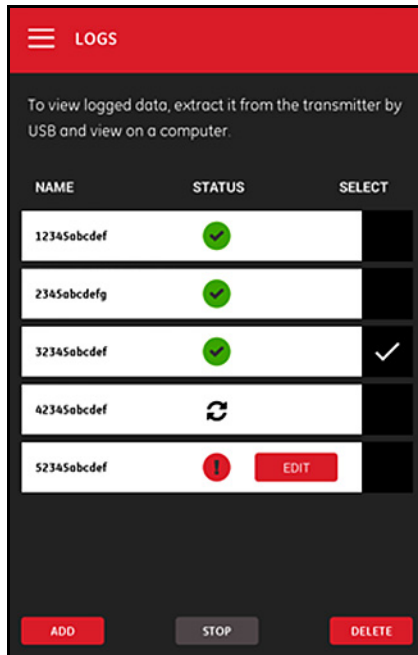 LOGS
To view logged data, extract it from the transmitter by
USB and view on a computer.
NAME STATUS SELECT
12345abcdef
2345abcdefg
32345abcdef
42345abcdef
52345abcdef EDIT
ADD STOP DELETE